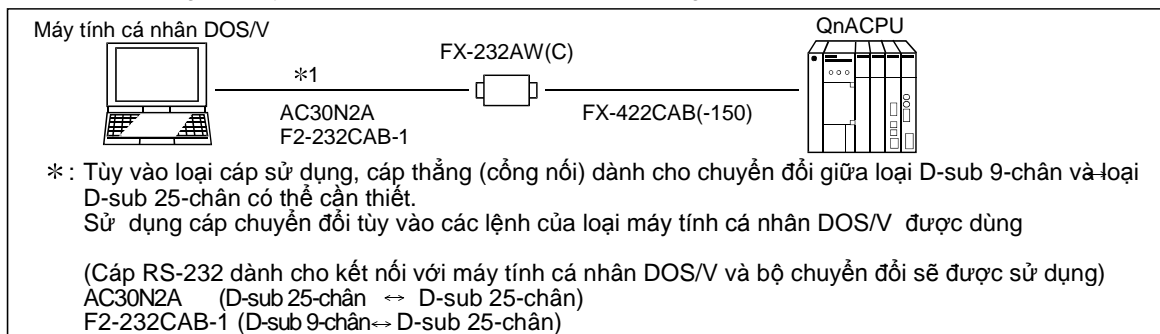 Máy tính cá nhân DOS/V
QnACPU
FX-232AW(C)
*1
AC30N2A
F2-232CAB-1
FX-422CAB(-150)
*: Tùy vào loại cáp sử dụng, cáp thẳng (cổng nối) dành cho chuyển đổi giữa loại D-sub 9-chân và↔loại
D-sub 25-chân có thể cần thiết.
Sử dụng cáp chuyển đổi tùy vào các lệnh của loại máy tính cá nhân DOS/V được dùng
(Cáp RS-232 dành cho kết nối với máy tính cá nhân DOS/V và bộ chuyển đổi sẽ được sử dụng)
AC30N2A (D-sub 25-chân ↔ D-sub 25-chân)
F2-232CAB-1 (D-sub 9-chân↔ D-sub 25-chân)